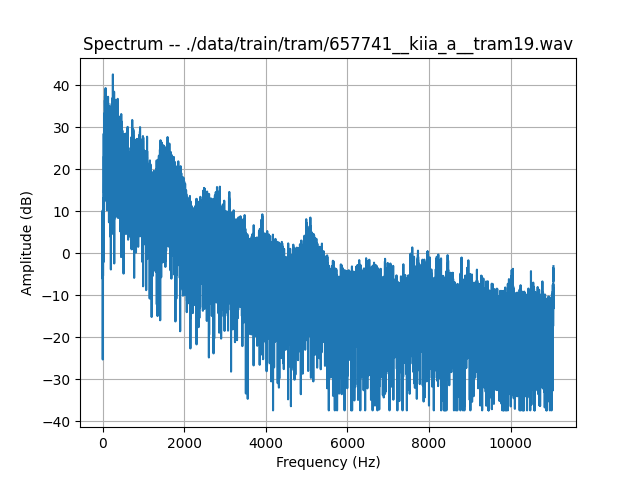 Spectrum -- ./data/train/tram/657741__kiia_a__tram19.wav
40
30
20
10
0
−10
−20
−30
−40
Amplitude (dB)
0 2000 4000 6000 8000 10000
Frequency (Hz)